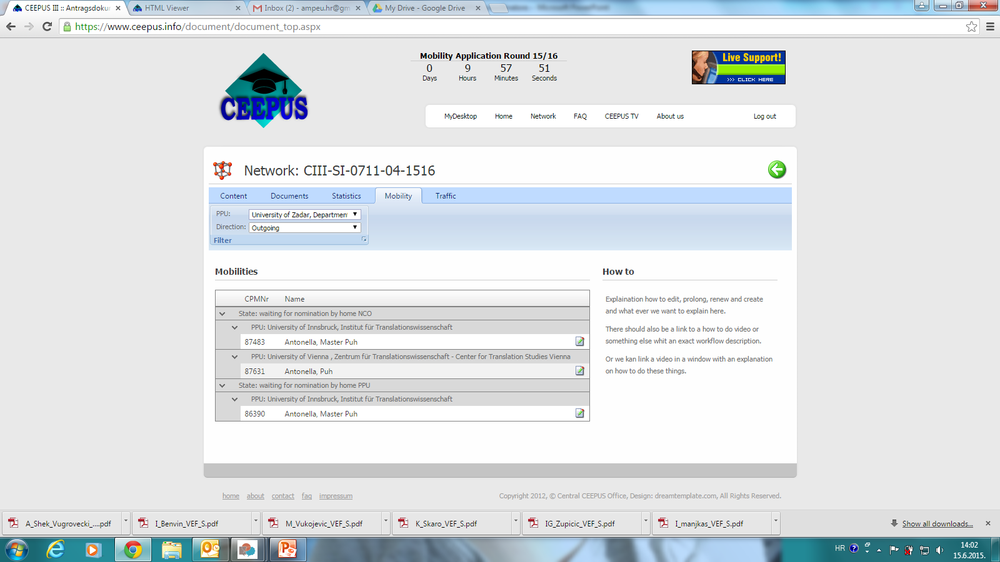 CEEPUS III :: Antragsdoku
HTML Viewer
Inbox (2) - ampeu.hr@gm
My Drive - Google Drive
Microsoft PowerPoint
https://www.ceepus.info/document/document_top.aspx
CEEPUS
Mobility Application Round 15/16
0 9 57 51
Days Hours Minutes Seconds
Live Support!
>>> CLICK HERE
MyDesktop Home Network FAQ CEEPUS TV About us Log out
Network: CIII-SI-0711-04-1516
Content Documents Statistics Mobility Traffic
PPU: University of Zadar, Departmen
Direction: Outgoing
Filter
Mobilities
CPMNr Name
State: waiting for nomination by home NCO
PPU: University of Innsbruck, Institut für Translationswissenschaft
87483 Antonella, Master Puh
PPU: University of Vienna , Zentrum für Translationswissenschaft - Center for Translation Studies Vienna
87631 Antonella, Puh
State: waiting for nomination by home PPU
PPU: University of Innsbruck, Institut für Translationswissenschaft
86390 Antonella, Master Puh
How to
Explaination how to edit, prolong, renew and create
and what ever we want to explain here.
There should also be a link to a how to do video or
something else whit an exact workflow description.
Or we kan link a video in a window with an explanation
on how to do these things.
home about contact faq impressum
Copyright 2012, © Central CEEPUS Office, Design: dreamtemplate.com, All Rights Reserved.
A_Shek_Vugrovecki_....pdf
I_Benvin_VEF_S.pdf
M_Vukojevic_VEF_S.pdf
K_Skaro_VEF_S.pdf
IG_Zupicic_VEF_S.pdf
I_manjkas_VEF_S.pdf
Show all downloads...
HR
14:02
15.6.2015.